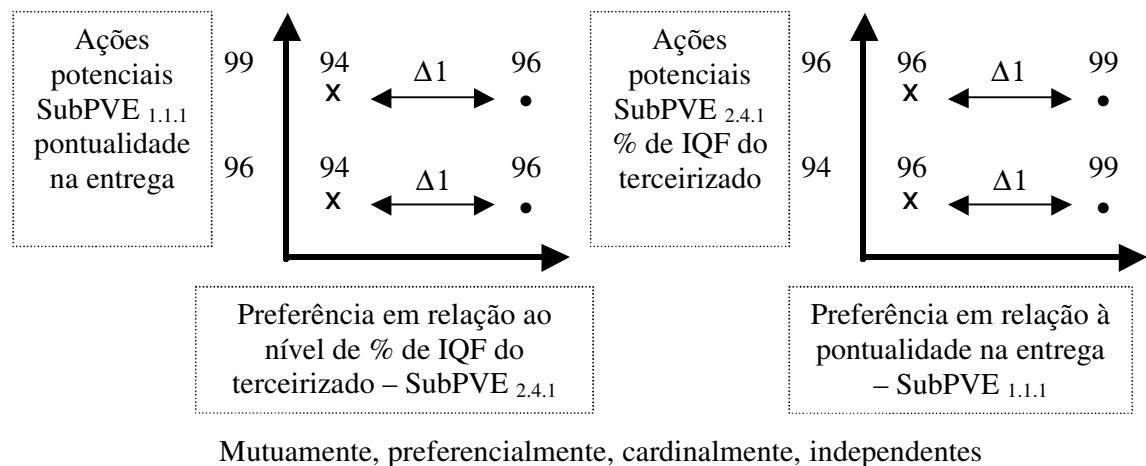 Ações
potenciais
SubPVE 1.1.1
pontualidade
na entrega
99
94
Δ1
96
x
•
96
94
Δ1
96
x
•
Preferência em relação ao
nível de % de IQF do
terceirizado – SubPVE 2.4.1
Ações
potenciais
SubPVE 2.4.1
% de IQF do
terceirizado
96
96
Δ1
99
x
•
94
96
Δ1
99
x
•
Preferência em relação à
pontualidade na entrega
– SubPVE 1.1.1
Mutuamente, preferencialmente, cardinalmente, independentes